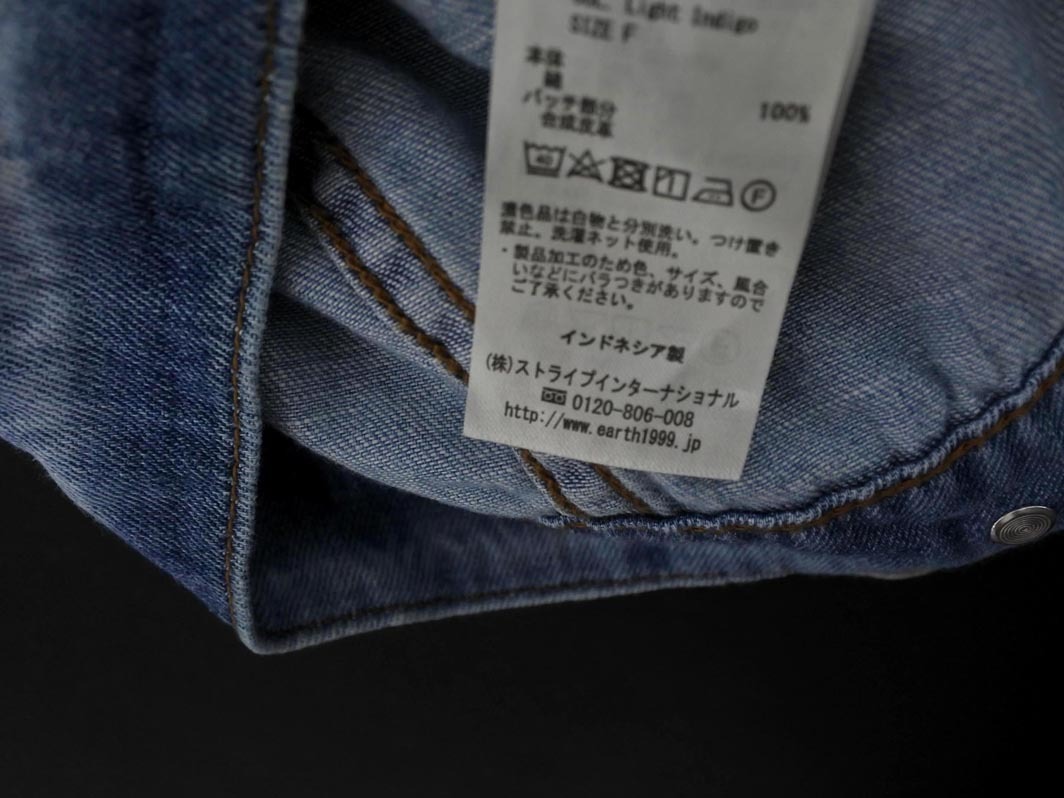 COL. Light Indigo
SIZE F
本体
綿 100%
パッチ部分
合成皮革
40 1 F
濃色品は白物と分別洗い。つけ置き
禁止。洗濯ネット使用。
・製品加工のため色、サイズ、風合
いなどにバラつきがありますので
ご了承ください。
インドネシア製
(株)ストライプインターナショナル
0120-806-008
http://www.earth1999.jp